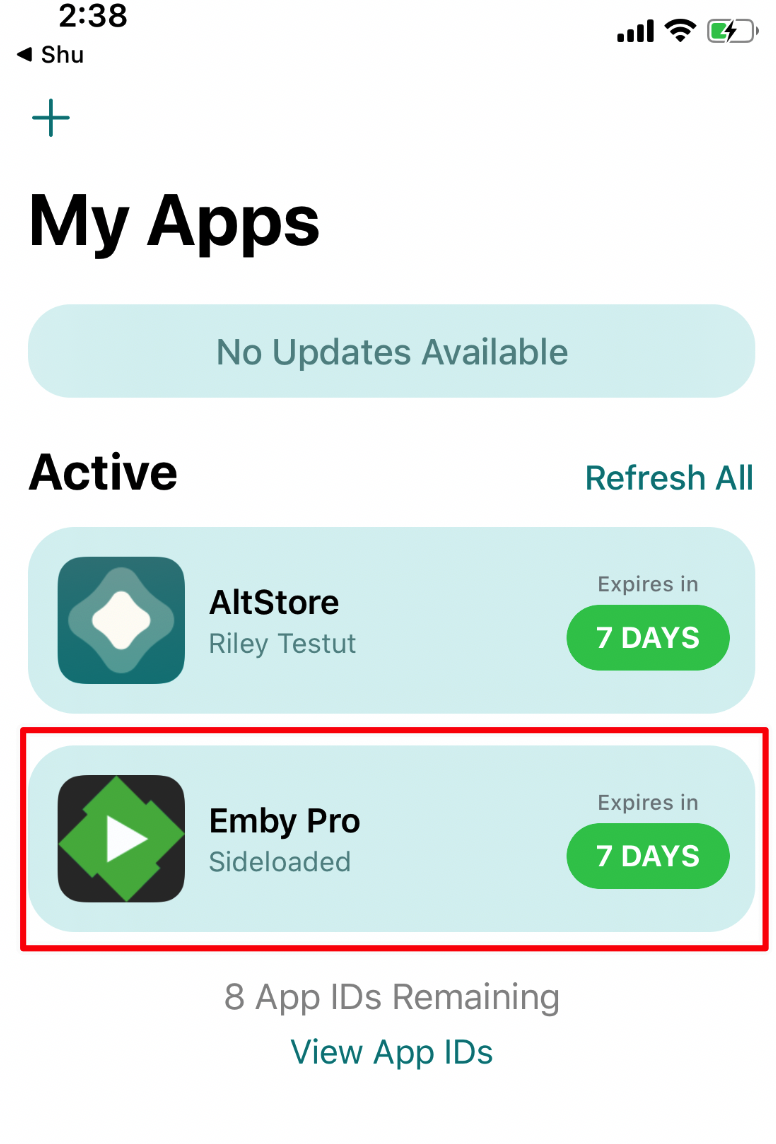 2:38
◀ Shu
+
My Apps
No Updates Available
Active
Refresh All
AltStore
Riley Testut
Expires in
7 DAYS
Emby Pro
Sideloaded
Expires in
7 DAYS
8 App IDs Remaining
View App IDs